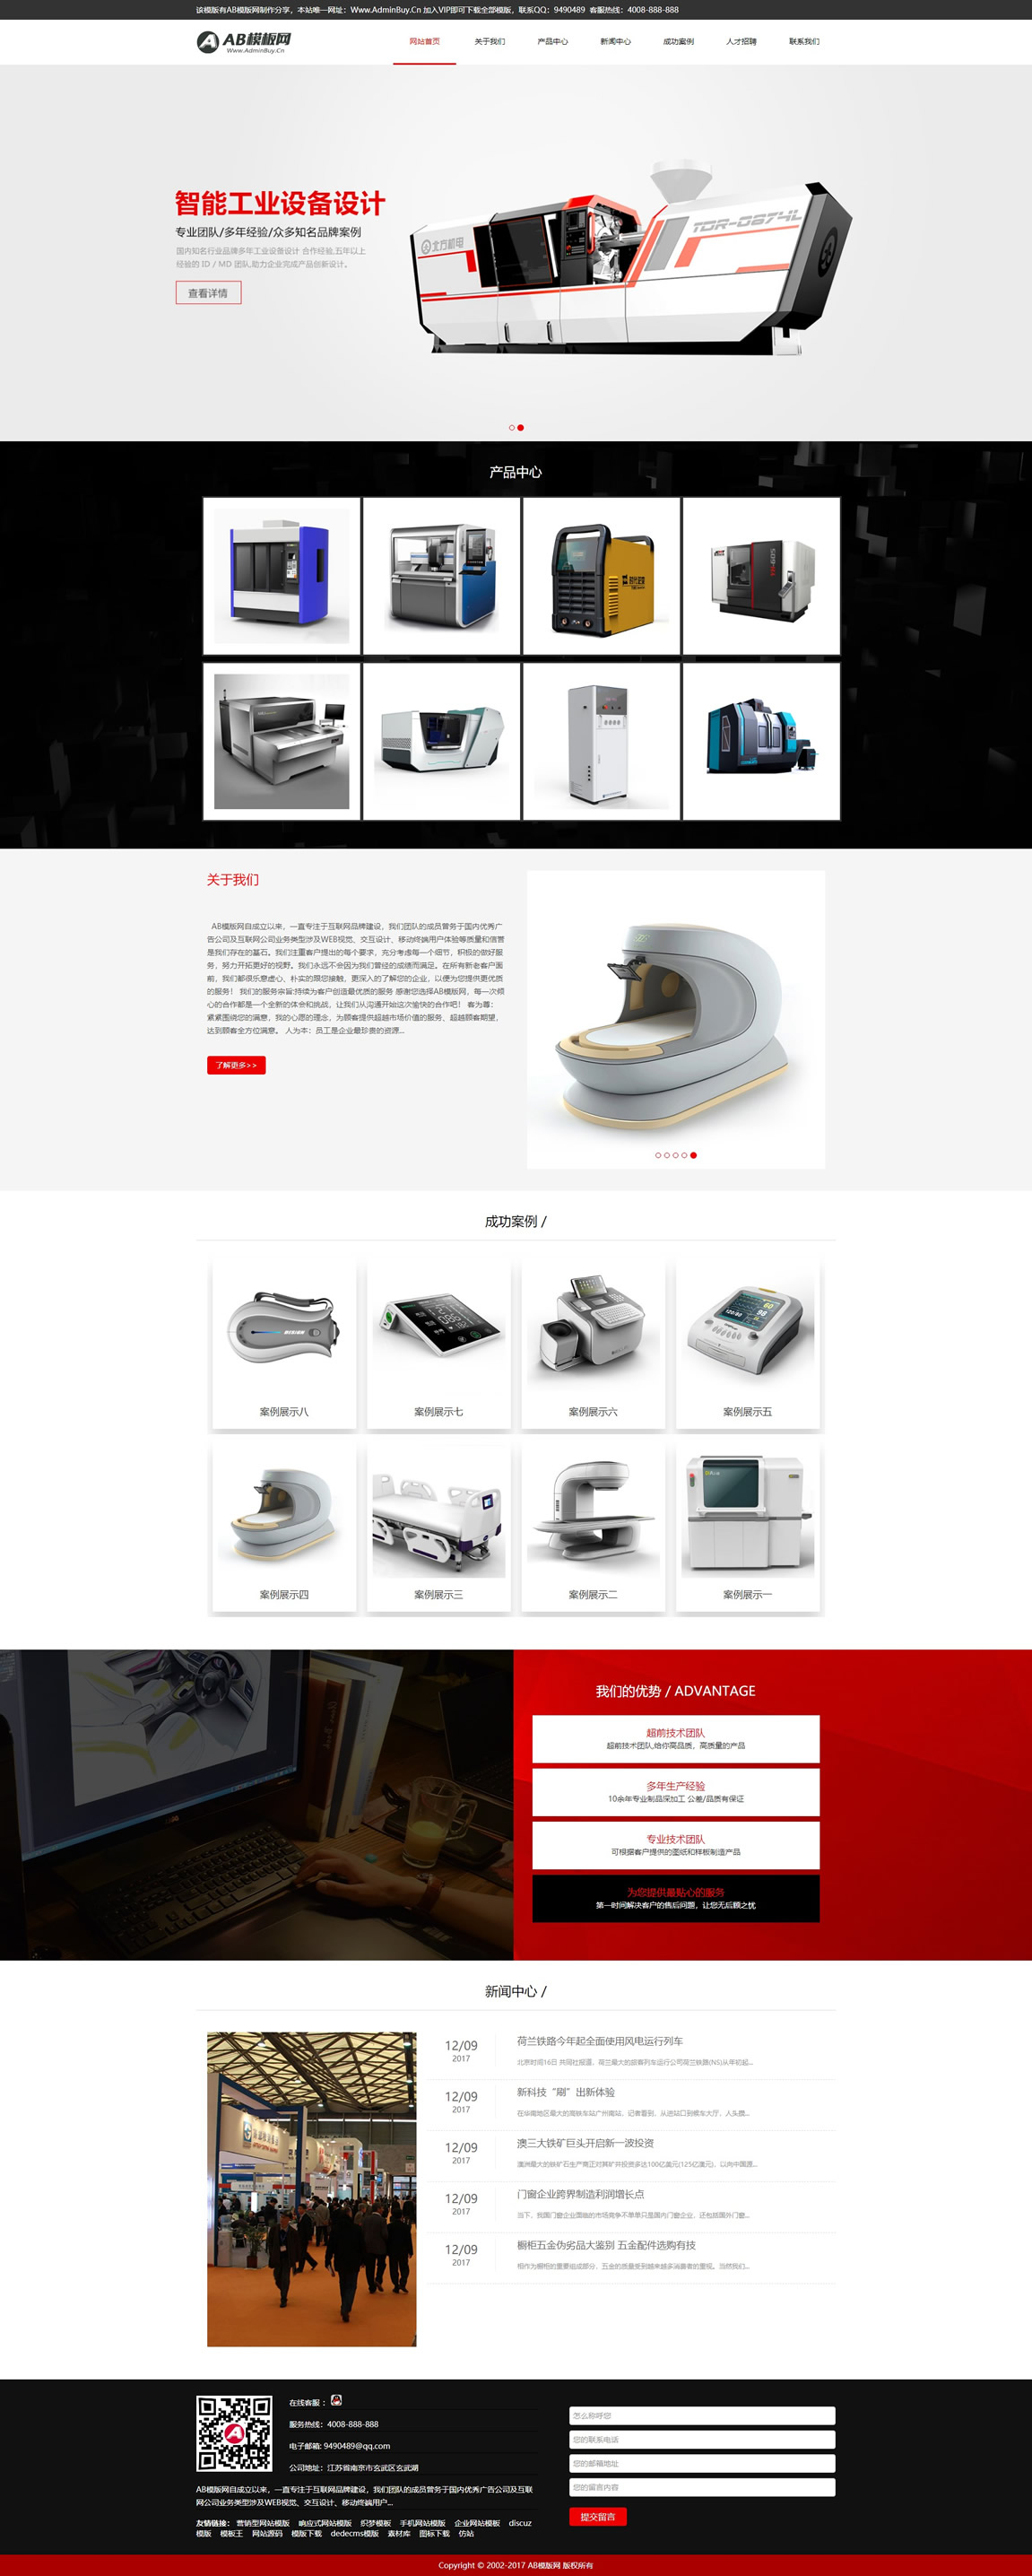 该模版有AB模版网制作分享，本站唯一网址：Www.AdminBuy.Cn 加入VIP即可下载全部模版，联系QQ：9490489 客服热线：4008-888-888
AB模板网
Www.AdminBuy.Cn
网站首页 关于我们 产品中心 新闻中心 成功案例 人才招聘 联系我们
智能工业设备设计
专业团队/多年经验/众多知名品牌案例
国内知名行业品牌多年工业设备设计 合作经验,五年以上
经验的 ID / MD 团队,助力企业完成产品创新设计。
查看详情
TDR-0874L
产品中心
关于我们
AB模版网自成立以来，一直专注于互联网品牌建设，我们团队的成员曾务于国内优秀广
告公司及互联网公司业务类型涉及WEB视觉、交互设计、移动终端用户体验等质量和信誉
是我们存在的基石。我们注重客户提出的每个要求，充分考虑每一个细节，积极的做好服
务，努力开拓更好的视野。我们永远不会因为我们曾经的成绩而满足。在所有新老客户面
前，我们都很乐意虚心、朴实的跟您接触，更深入的了解您的企业，以便为您提供更优质
的服务！ 我们的服务宗旨:持续为客户创造最优质的服务 感谢您选择AB模版网，每一次倾
心的合作都是一个全新的体会和挑战，让我们从沟通开始这次愉快的合作吧！ 客为尊：
紧紧围绕您的满意，我的心愿的理念，为顾客提供超越市场价值的服务、超越顾客期望，
达到顾客全方位满意。 人为本：员工是企业最珍贵的资源...
了解更多>>
成功案例 /
案例展示八 案例展示七 案例展示六 案例展示五
案例展示四 案例展示三 案例展示二 案例展示一
我们的优势 / ADVANTAGE
超前技术团队
超前技术团队,给你高品质，高质量的产品
多年生产经验
10余年专业制品深加工 公差/品质有保证
专业技术团队
可根据客户提供的图纸和样板制造产品
为您提供最贴心的服务
第一时间解决客户的售后问题，让您无后顾之忧
新闻中心 /
12/09 荷兰铁路今年起全面使用风电运行列车
2017 北京时间16日 共同社报道，荷兰最大的旅客列车运行公司荷兰铁路(NS)从年初起...
12/09 新科技“刷”出新体验
2017 在华南地区最大的高铁车站广州南站，记者看到，从进站口到候车大厅，人头攒...
12/09 澳三大铁矿巨头开启新一波投资
2017 澳洲最大的铁矿石生产商正对其矿井投资多达100亿美元(125亿澳元)，以向中国源...
12/09 门窗企业跨界制造利润增长点
2017 当下，我国门窗企业面临的市场竞争不单单只是国内门窗企业，还包括国外门窗...
12/09 橱柜五金伪劣品大鉴别 五金配件选购有技
2017 柜作为橱柜的重要组成部分，五金的质量受到越来越多消费者的重视。当然我们...
在线客服 ：
服务热线：4008-888-888
电子邮箱: 9490489@qq.com
公司地址：江苏省南京市玄武区玄武湖
AB模版网自成立以来，一直专注于互联网品牌建设，我们团队的成员曾务于国内优秀广告公司及互联
网公司业务类型涉及WEB视觉、交互设计、移动终端用户...
友情链接： 营销型网站模版 响应式网站模版 织梦模板 手机网站模版 企业网站模板 discuz
模版 模板王 网站源码 模版下载 dedecms模版 素材库 图标下载 仿站
怎么称呼您
您的联系电话
您的邮箱地址
您的留言内容
提交留言
Copyright © 2002-2017 AB模版网 版权所有